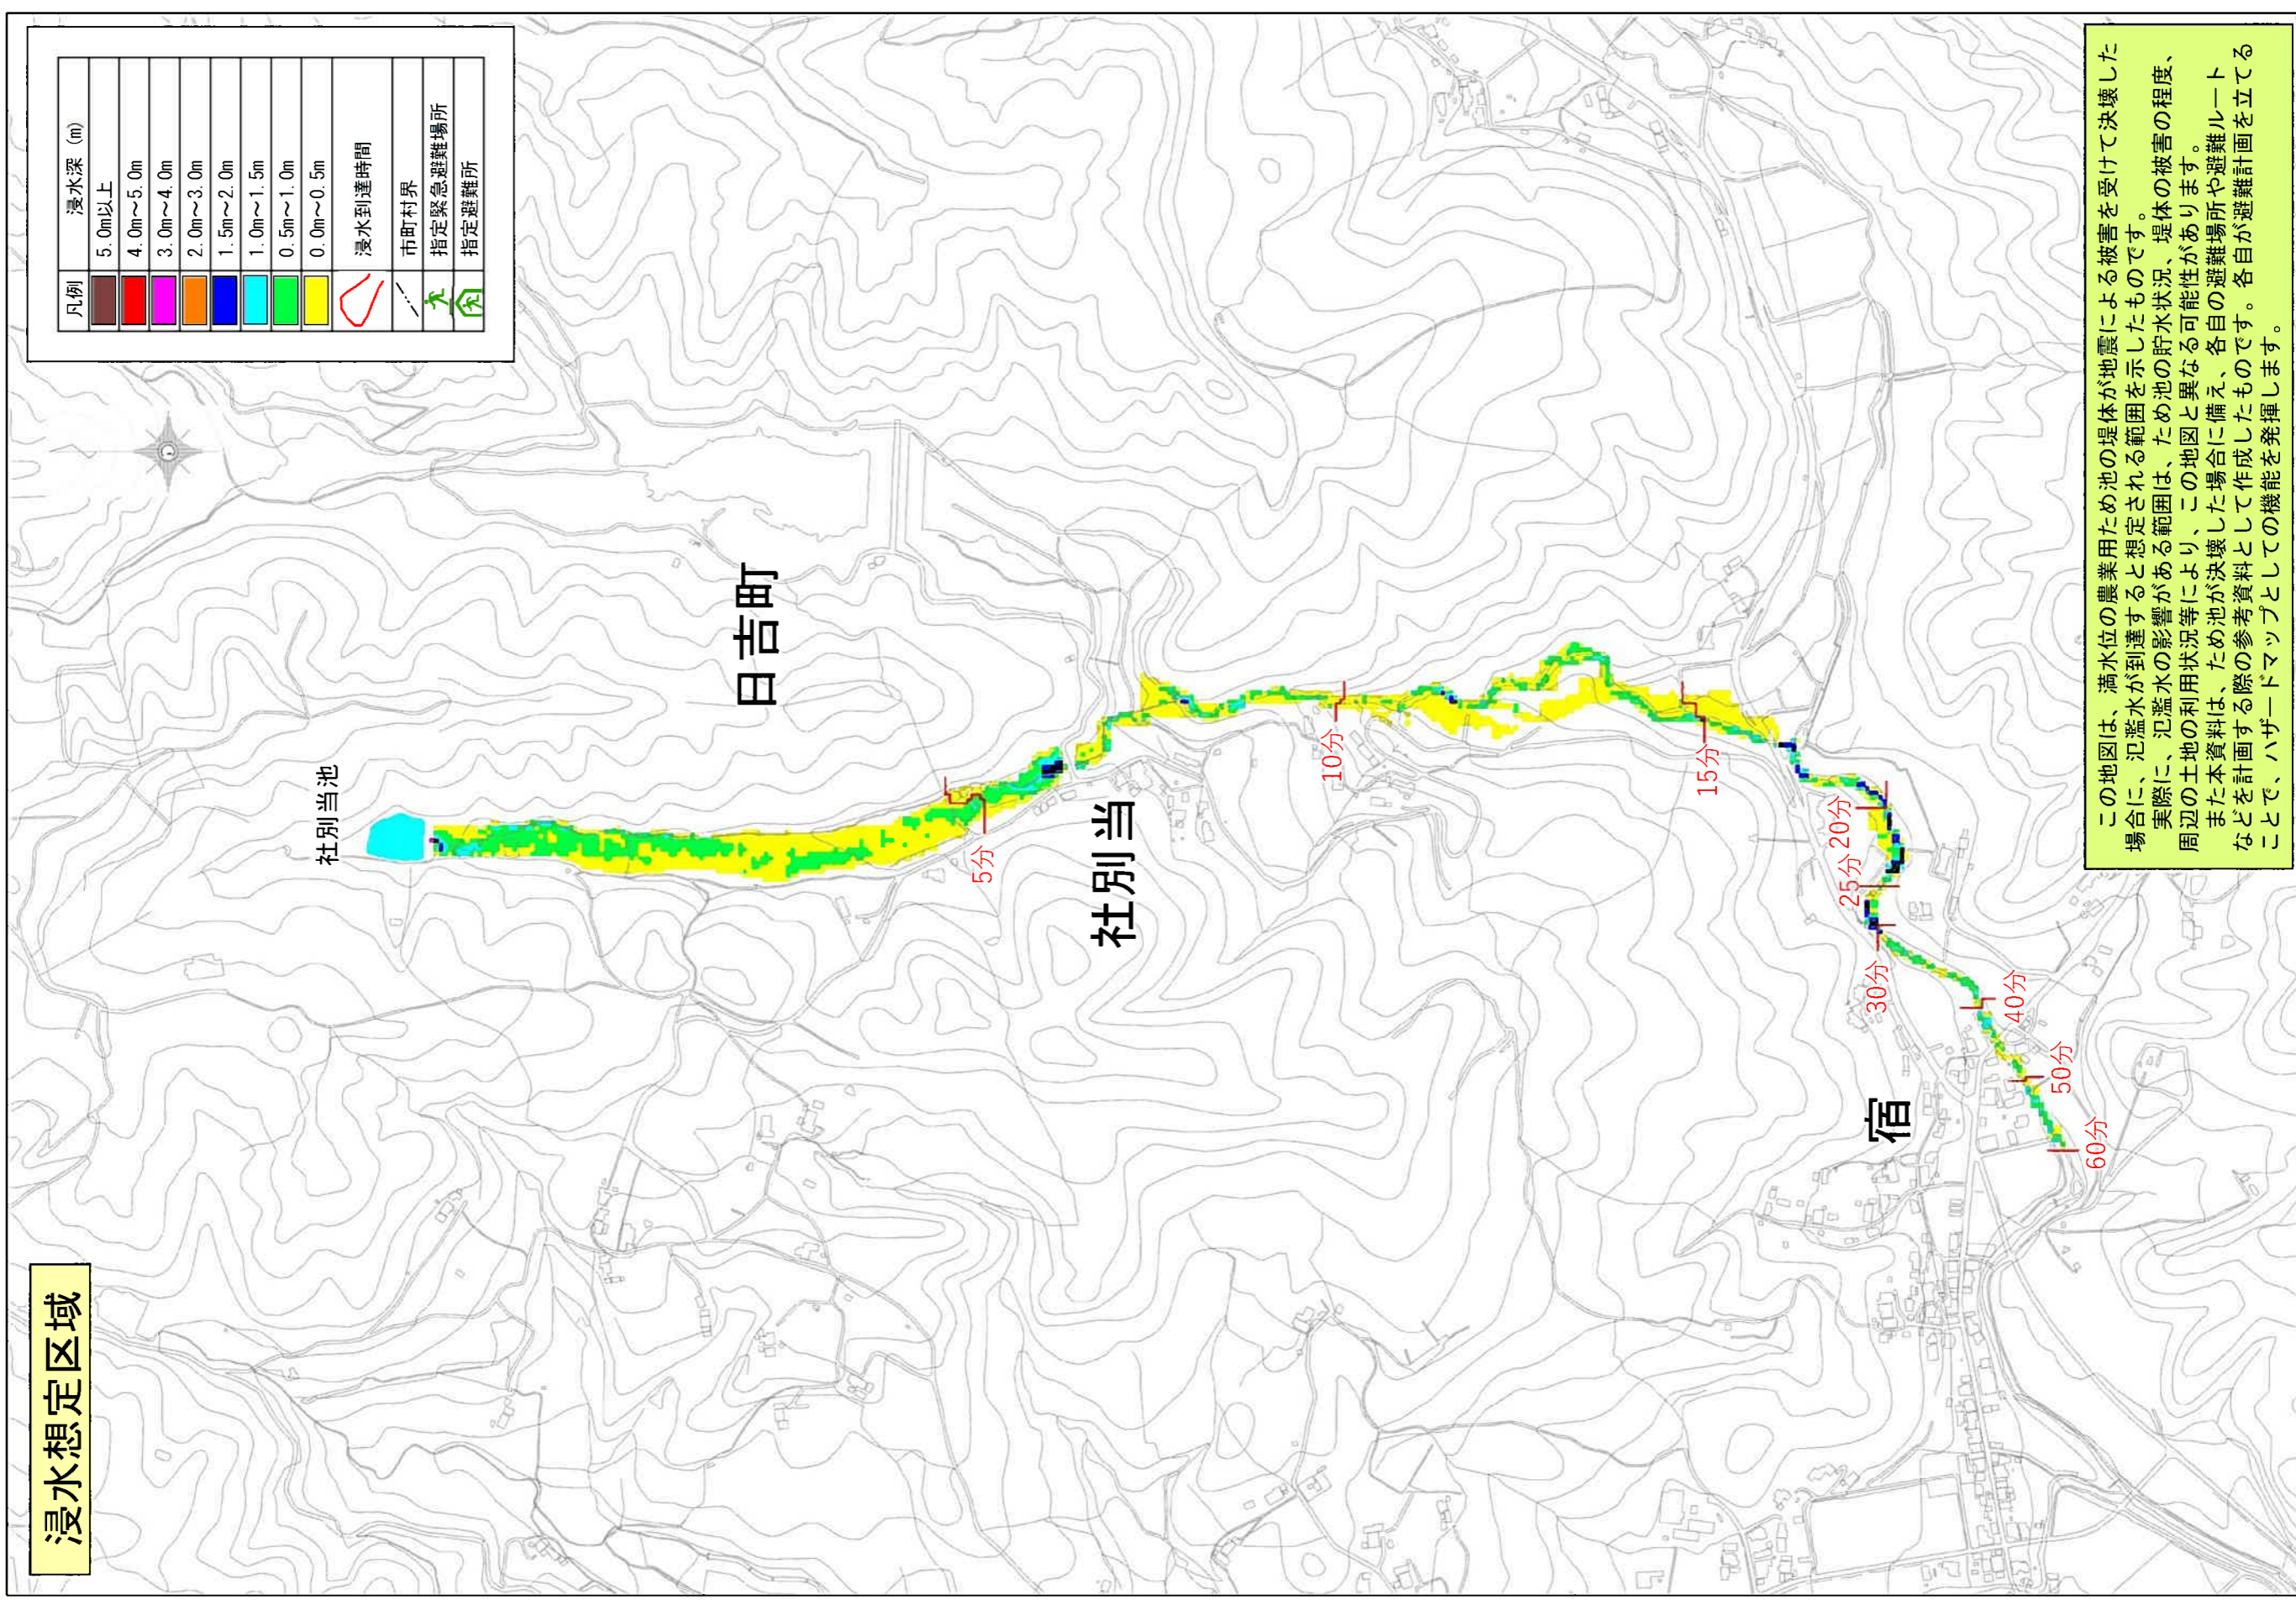 浸水想定区域
凡例 浸水深 (m)
5.0m以上
4.0m～5.0m
3.0m～4.0m
2.0m～3.0m
1.5m～2.0m
1.0m～1.5m
0.5m～1.0m
0.0m～0.5m
浸水到達時間
市町村界
指定緊急避難場所
指定避難所
社別当池
日吉町
5分
社別当
10分
15分
20分
25分
30分
40分
50分
60分
宿
この地図は、満水位の農業用ため池の堤体が地震による被害を受けて決壊した
場合に、氾濫水が到達すると想定される範囲を示したものです。
実際に、氾濫水の影響がある範囲は、ため池の貯水状況、堤体の被害の程度、
周辺の土地の利用状況等により、この地図と異なる可能性があります。
また本資料は、ため池が決壊した場合に備え、各自の避難場所や避難ルート
などを計画する際の参考資料として作成したものです。各自が避難計画を立てる
ことで、ハザードマップとしての機能を発揮します。